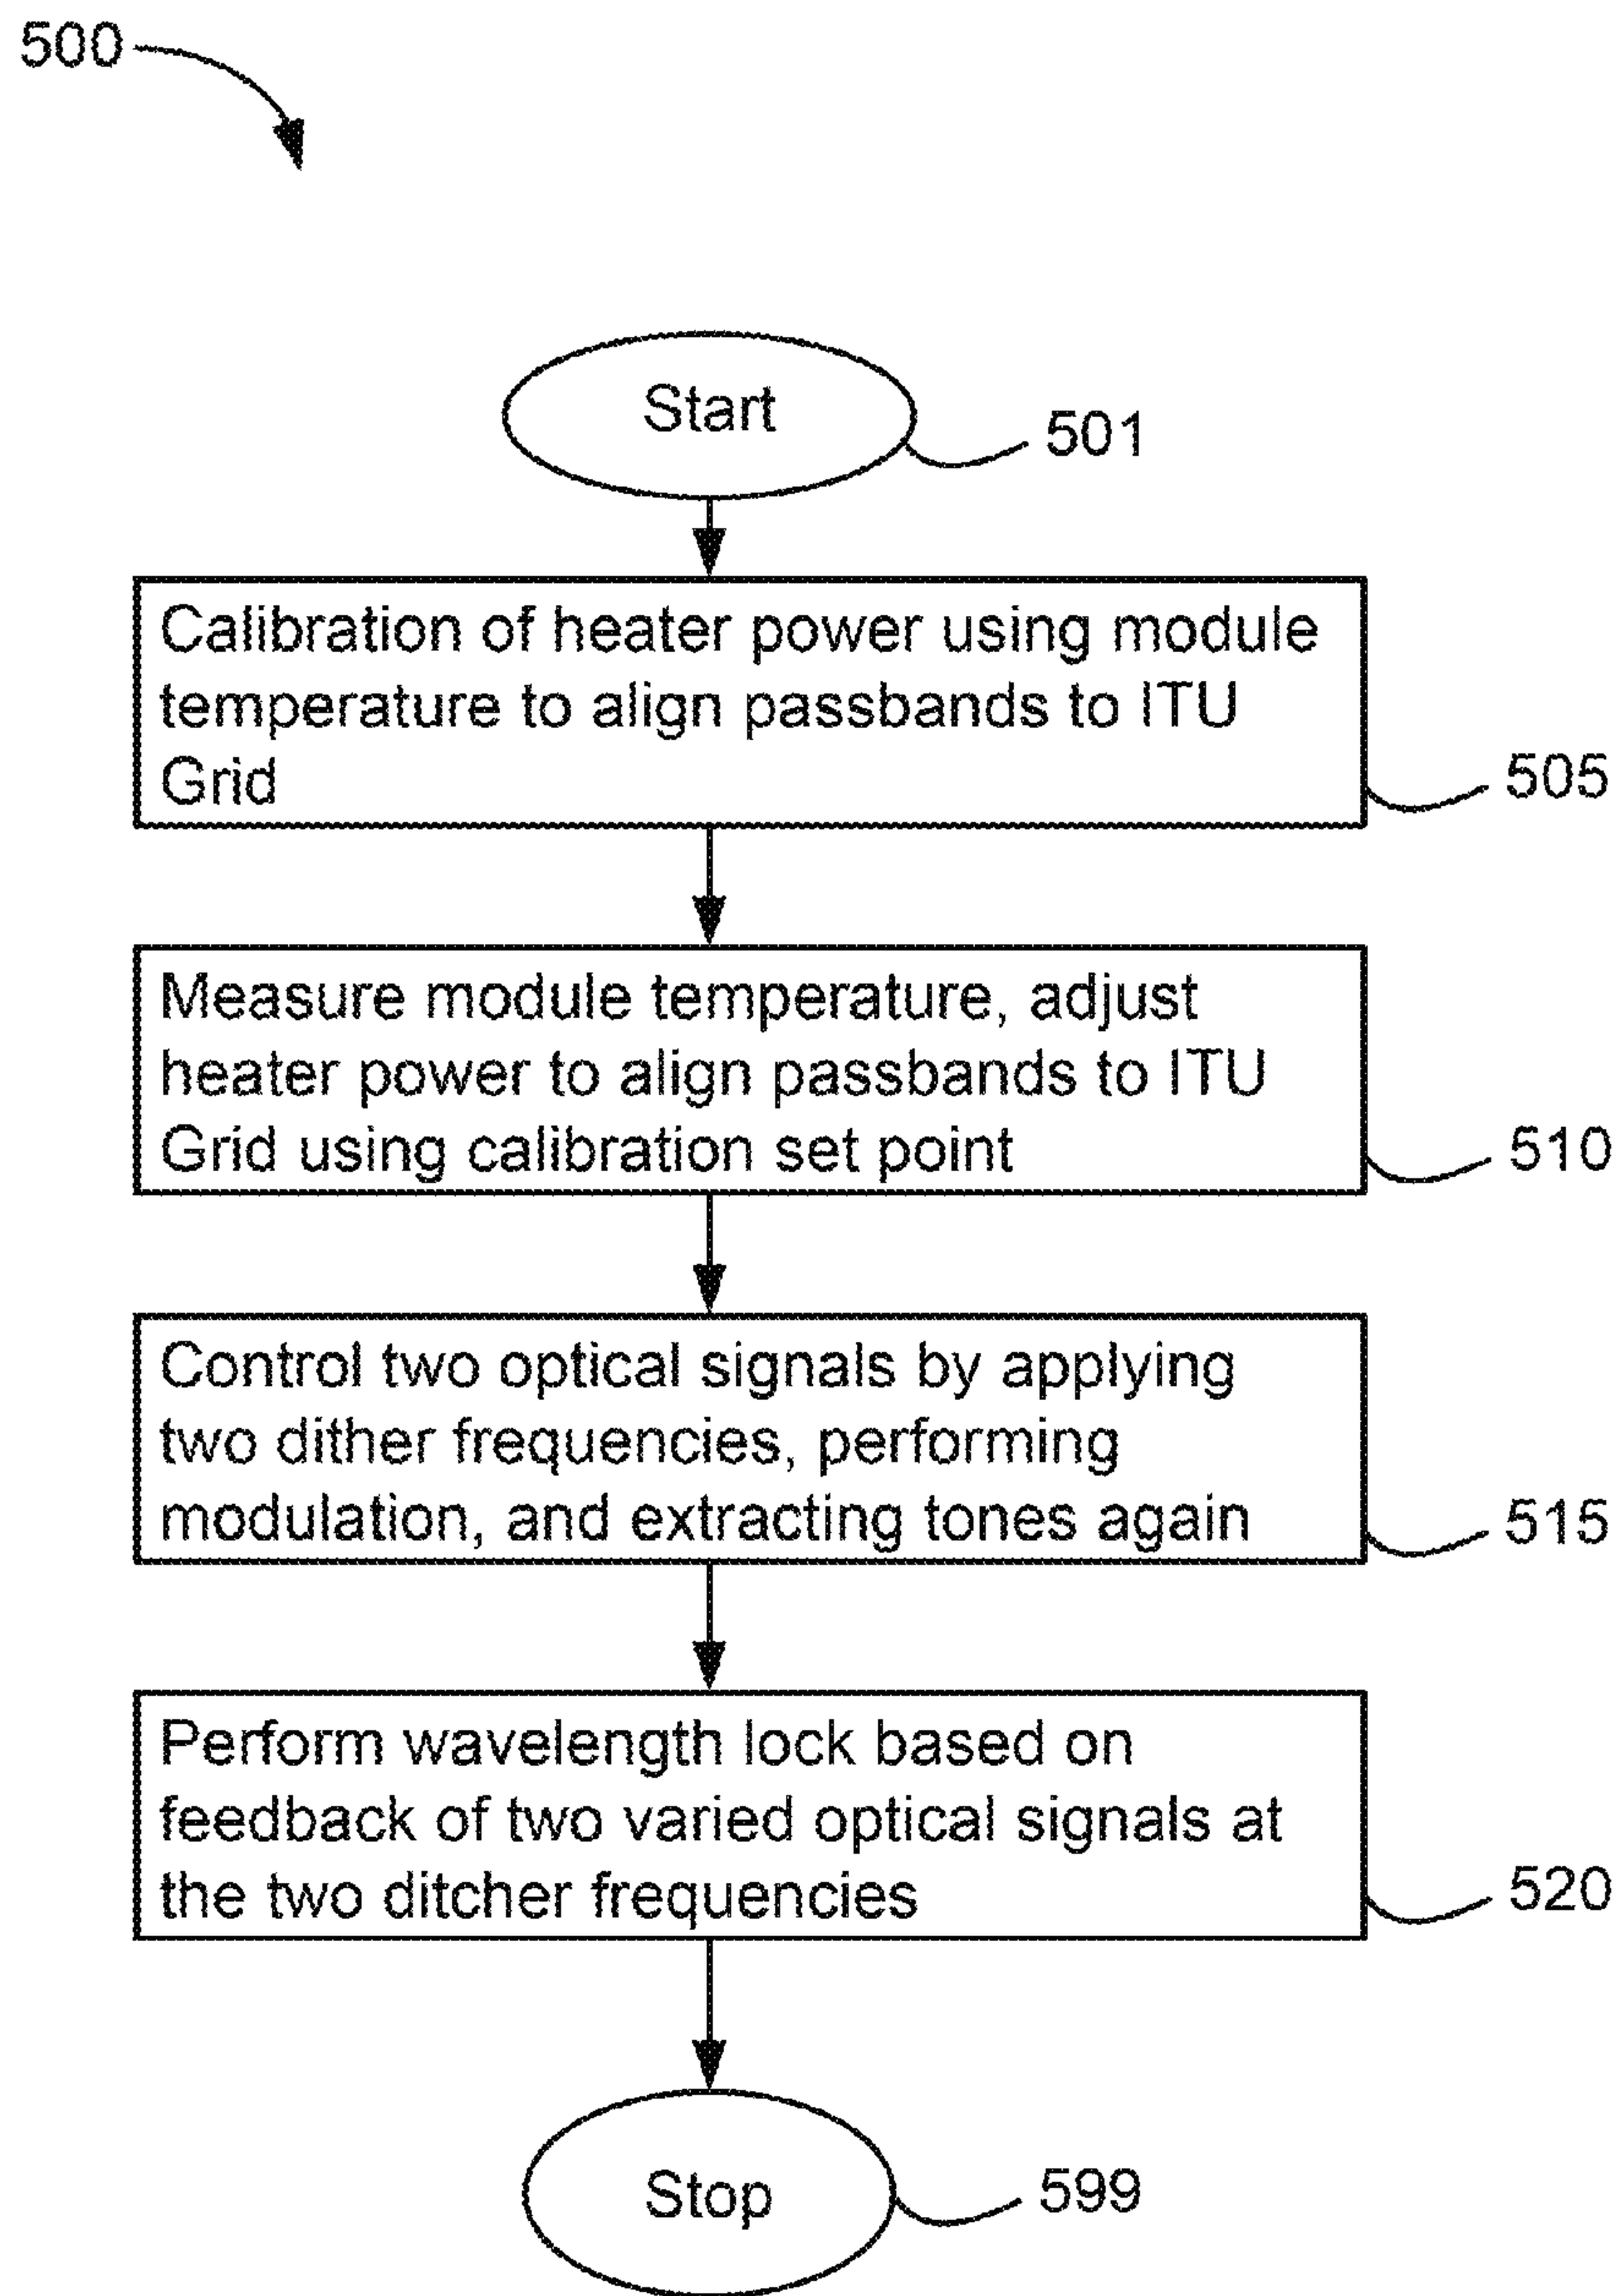 500
Start
501
Calibration of heater power using module
temperature to align passbands to ITU
Grid
505
Measure module temperature, adjust
heater power to align passbands to ITU
Grid using calibration set point
510
Control two optical signals by applying
two dither frequencies, performing
modulation, and extracting tones again
515
Perform wavelength lock based on
feedback of two varied optical signals at
the two ditcher frequencies
520
Stop
599